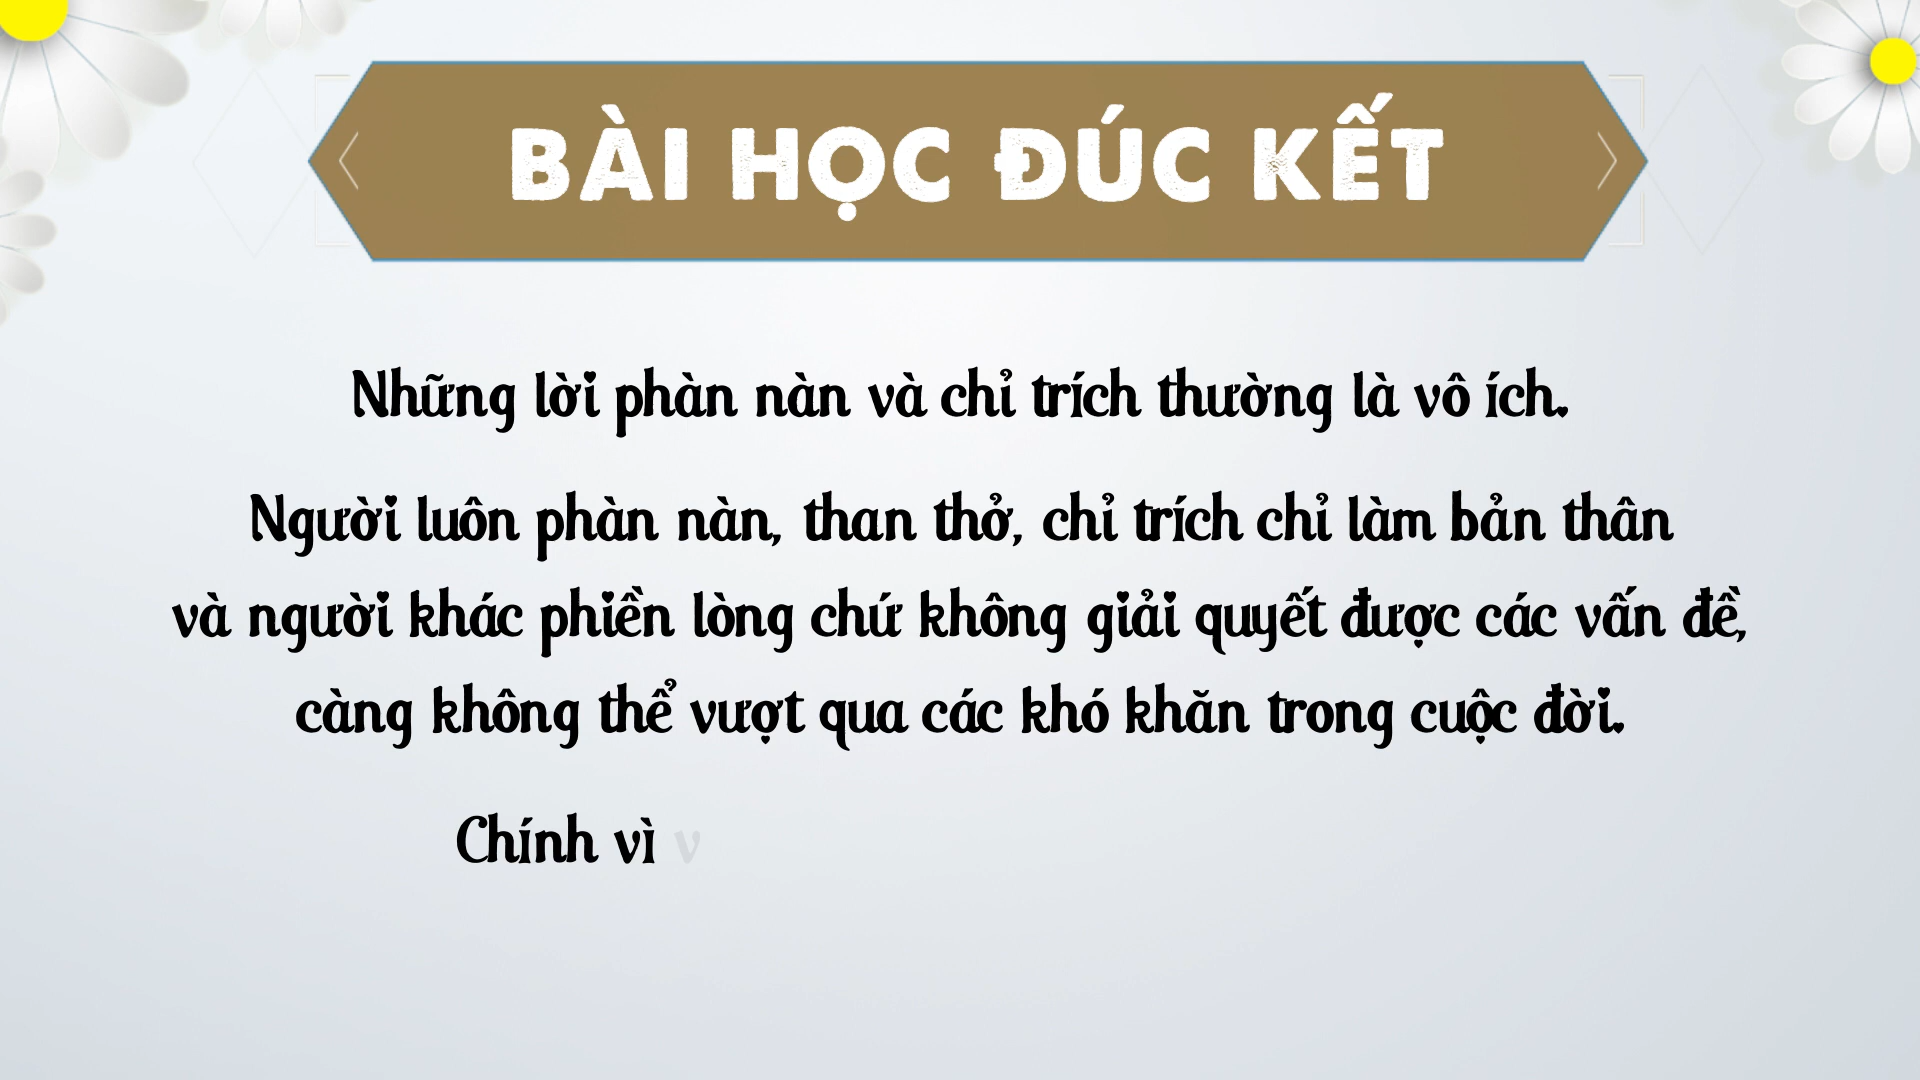 BÀI HỌC ĐÚC KẾT
Những lời phàn nàn và chỉ trích thường là vô ích.
Người luôn phàn nàn, than thở, chỉ trích chỉ làm bản thân
và người khác phiền lòng chứ không giải quyết được các vấn đề,
càng không thể vượt qua các khó khăn trong cuộc đời.
Chính vì v